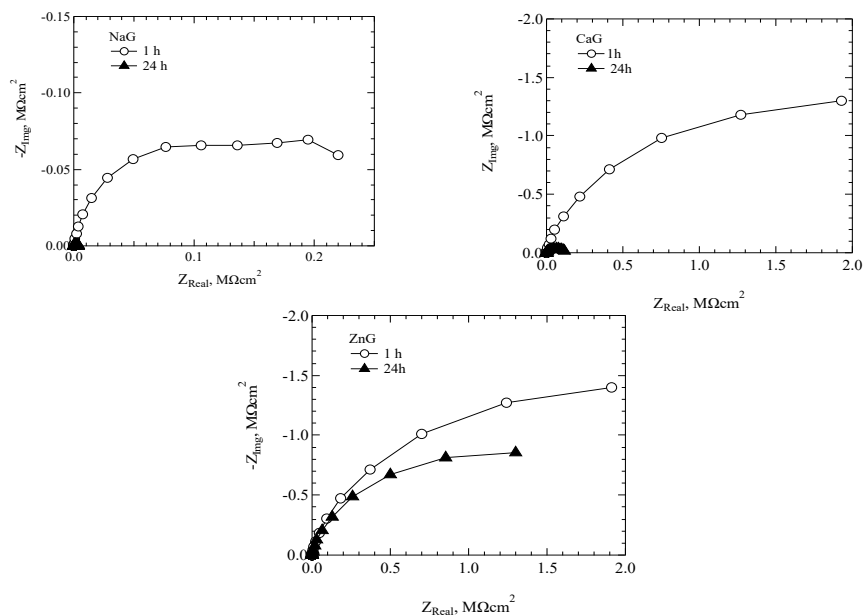 -0.15
-0.10
-0.05
0.00
-Z_Img, MΩcm²
NaG
1 h
24 h
0.0
0.1
0.2
Z_Real, MΩcm²
-2.0
-1.5
-1.0
-0.5
0.0
Z_Img, MΩcm²
CaG
1h
24h
0.0
0.5
1.0
1.5
2.0
Z_Real, MΩcm²
-2.0
-1.5
-1.0
-0.5
0.0
-Z_Img, MΩcm²
ZnG
1 h
24h
0.0
0.5
1.0
1.5
2.0
Z_Real, MΩcm²